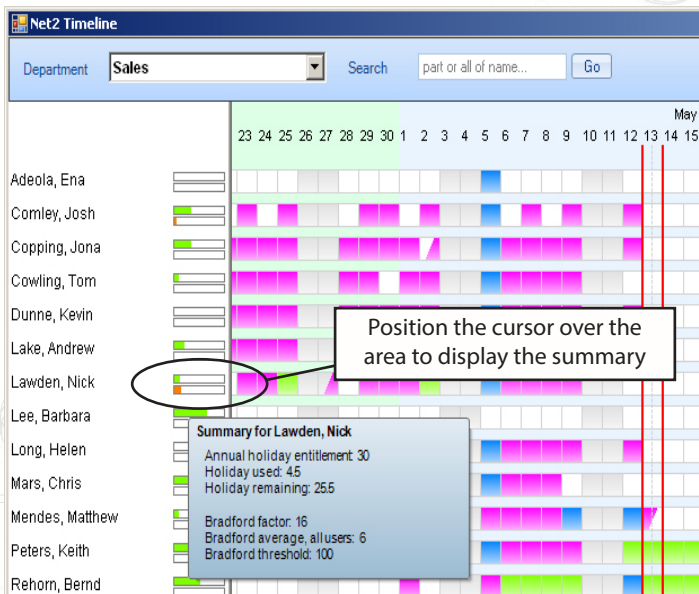 Net2 Timeline
Department Sales Search part or all of name... Go
May
23 24 25 26 27 28 29 30 1 2 3 4 5 6 7 8 9 10 11 12 13 14 15
Adeola, Ena
Comley, Josh
Copping, Jona
Cowling, Tom
Dunne, Kevin
Position the cursor over the
area to display the summary
Lake, Andrew
Lawden, Nick
Lee, Barbara
Long, Helen
Mars, Chris
Mendes, Matthew
Peters, Keith
Rehorn, Bernd
Summary for Lawden, Nick
Annual holiday entitlement: 30
Holiday used: 4.5
Holiday remaining: 25.5
Bradford factor: 16
Bradford average, all users: 6
Bradford threshold: 100